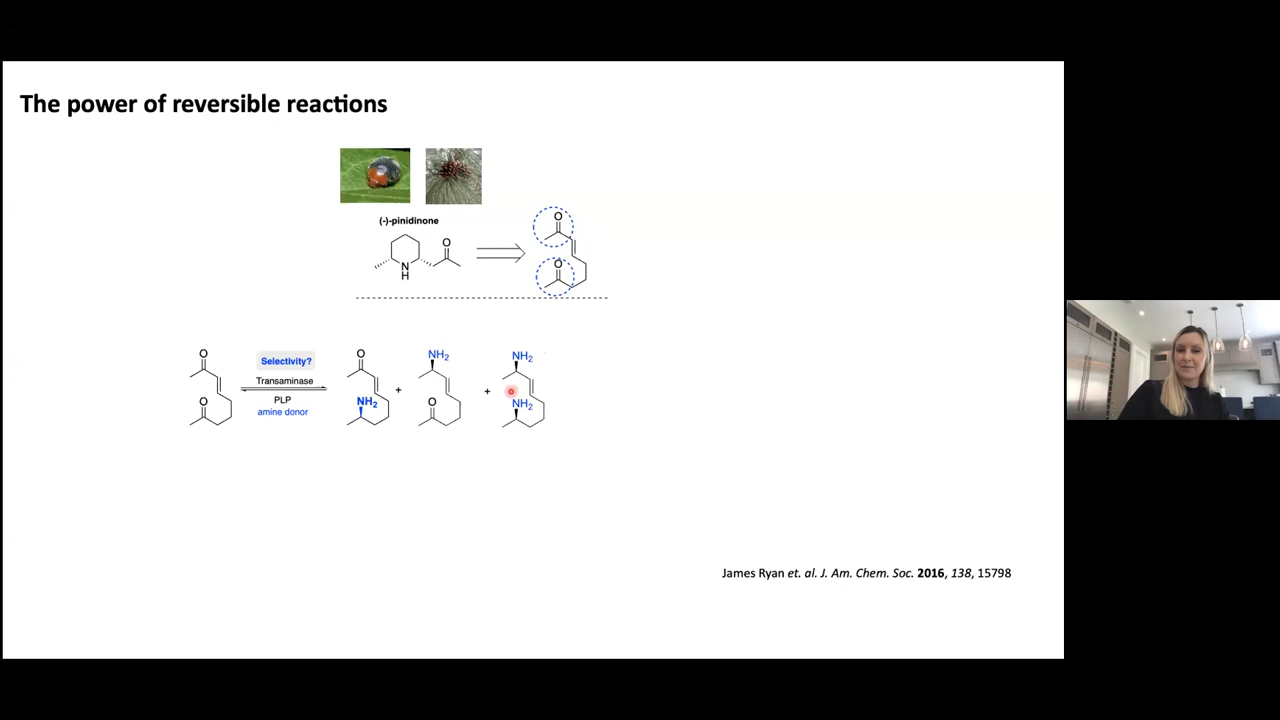 The power of reversible reactions
(-)-pinidinone
O
O
N
H
O
O
O
O
Selectivity?
Transaminase
PLP
amine donor
O
NH2
+
NH2
O
+
NH2
NH2
James Ryan et. al. J. Am. Chem. Soc. 2016, 138, 15798